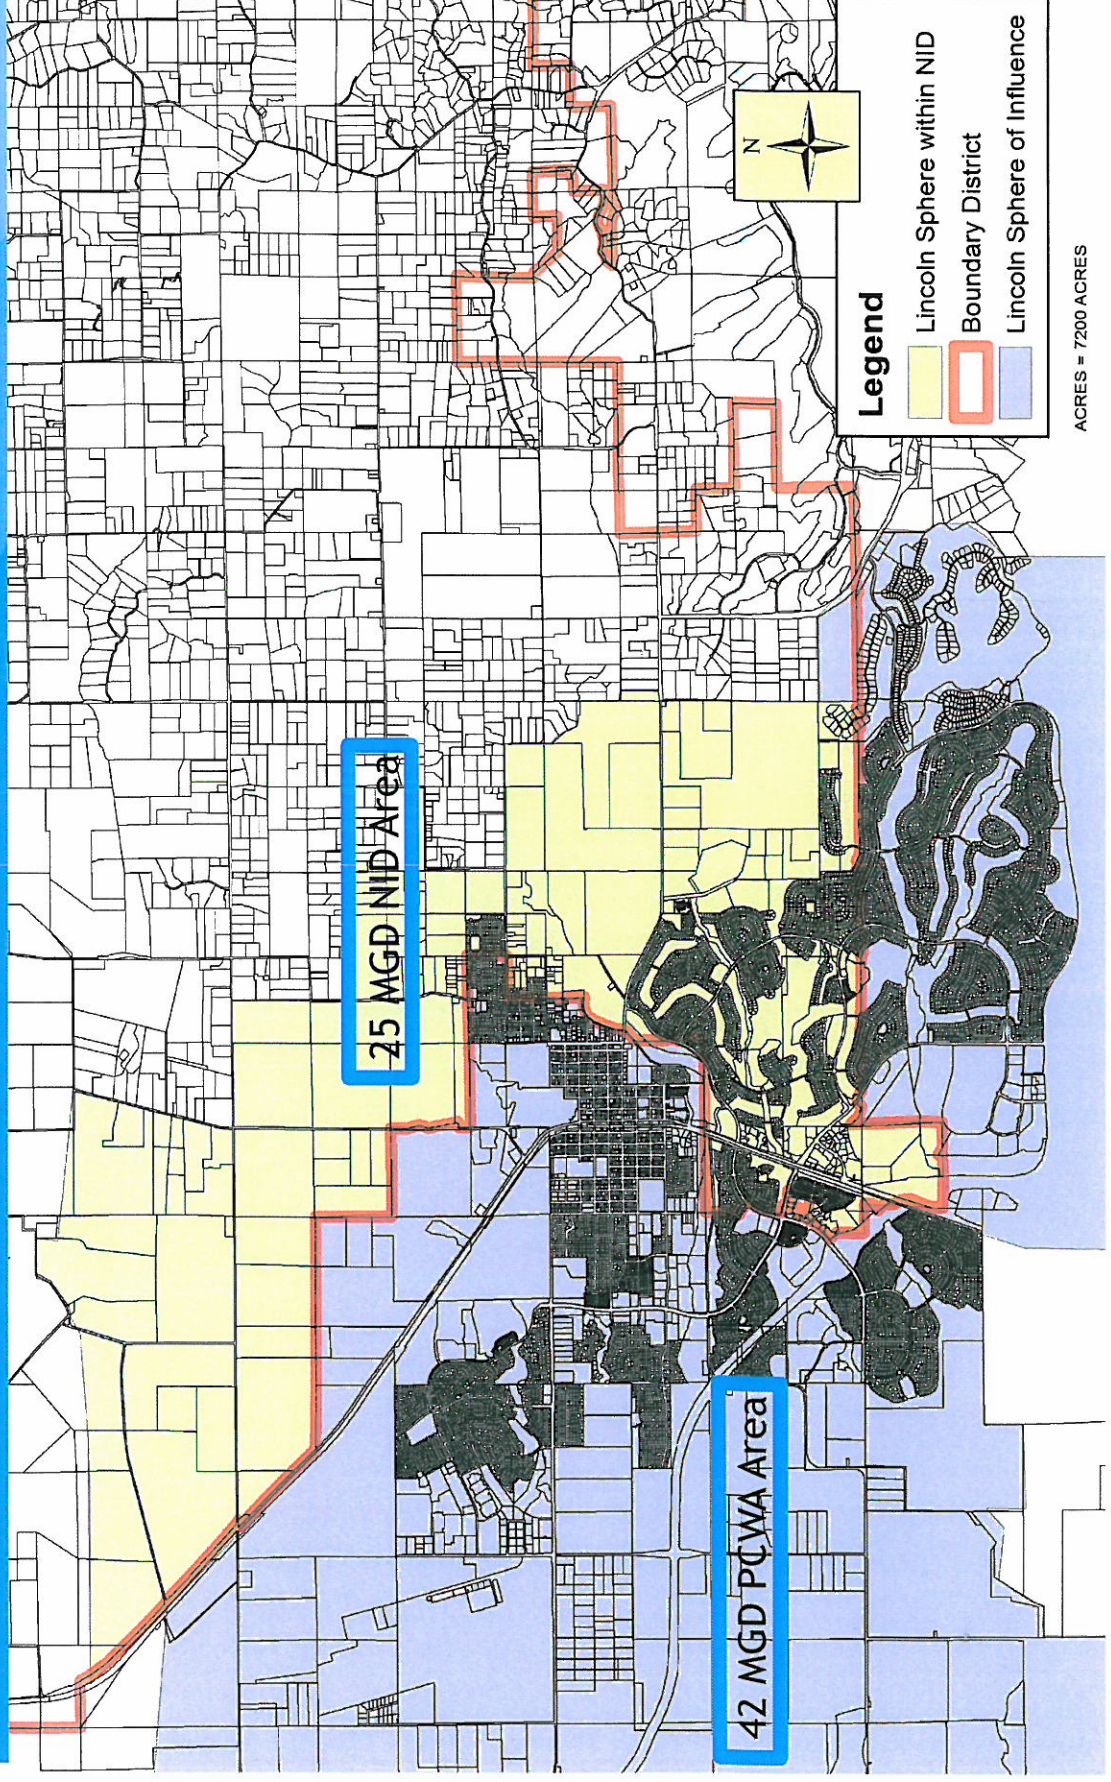 25 MGD NID Area
42 MGD PCWA Area
N
Legend
Lincoln Sphere within NID
Boundary District
Lincoln Sphere of Influence
ACRES = 7200 ACRES